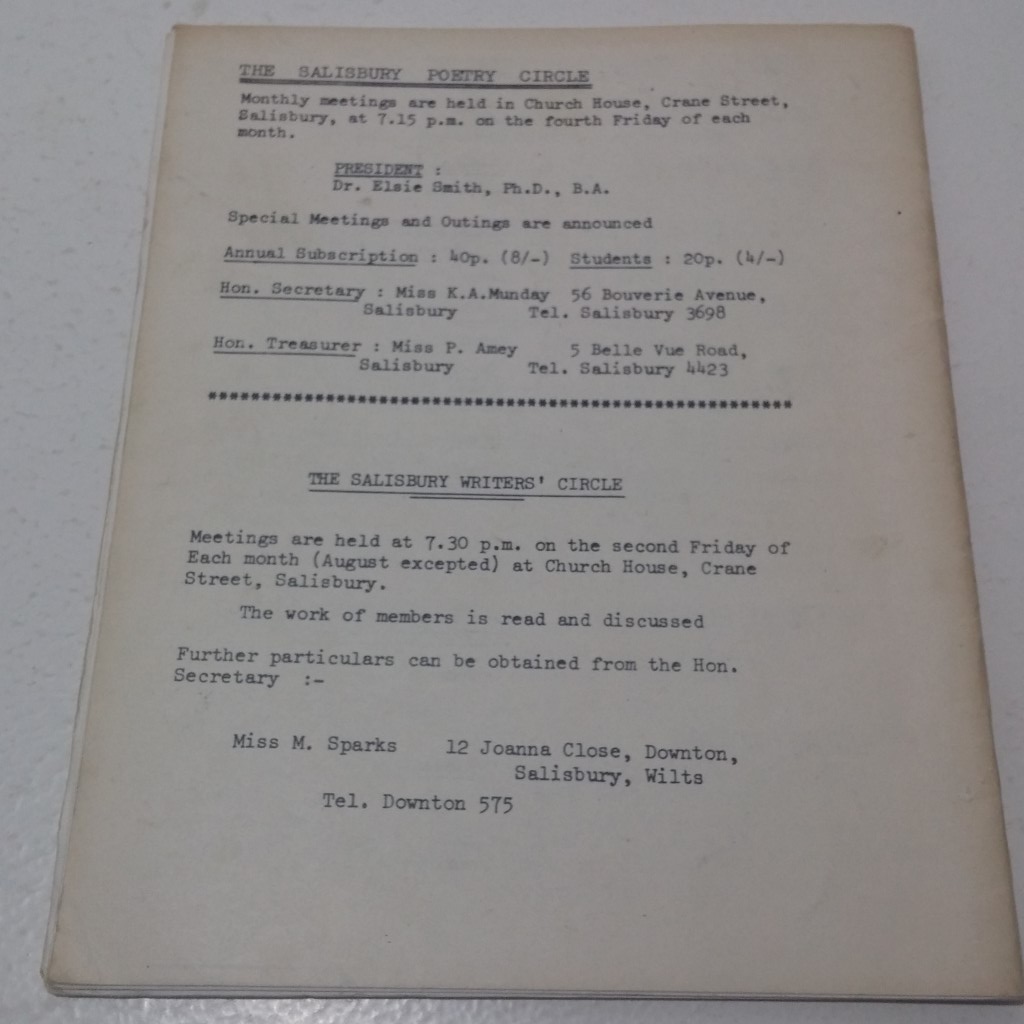 THE SALISBURY POETRY CIRCLE
Monthly meetings are held in Church House, Crane Street,
Salisbury, at 7.15 p.m. on the fourth Friday of each
month.
PRESIDENT :
Dr. Elsie Smith, Ph.D., B.A.
Special Meetings and Outings are announced
Annual Subscription : 40p. (8/-) Students : 20p. (4/-)
Hon. Secretary : Miss K.A.Munday 56 Bouverie Avenue,
Salisbury Tel. Salisbury 3698
Hon. Treasurer : Miss P. Amey 5 Belle Vue Road,
Salisbury Tel. Salisbury 4423
THE SALISBURY WRITERS' CIRCLE
Meetings are held at 7.30 p.m. on the second Friday of
Each month (August excepted) at Church House, Crane
Street, Salisbury.
The work of members is read and discussed
Further particulars can be obtained from the Hon.
Secretary :-
Miss M. Sparks 12 Joanna Close, Downton,
Salisbury, Wilts
Tel. Downton 575